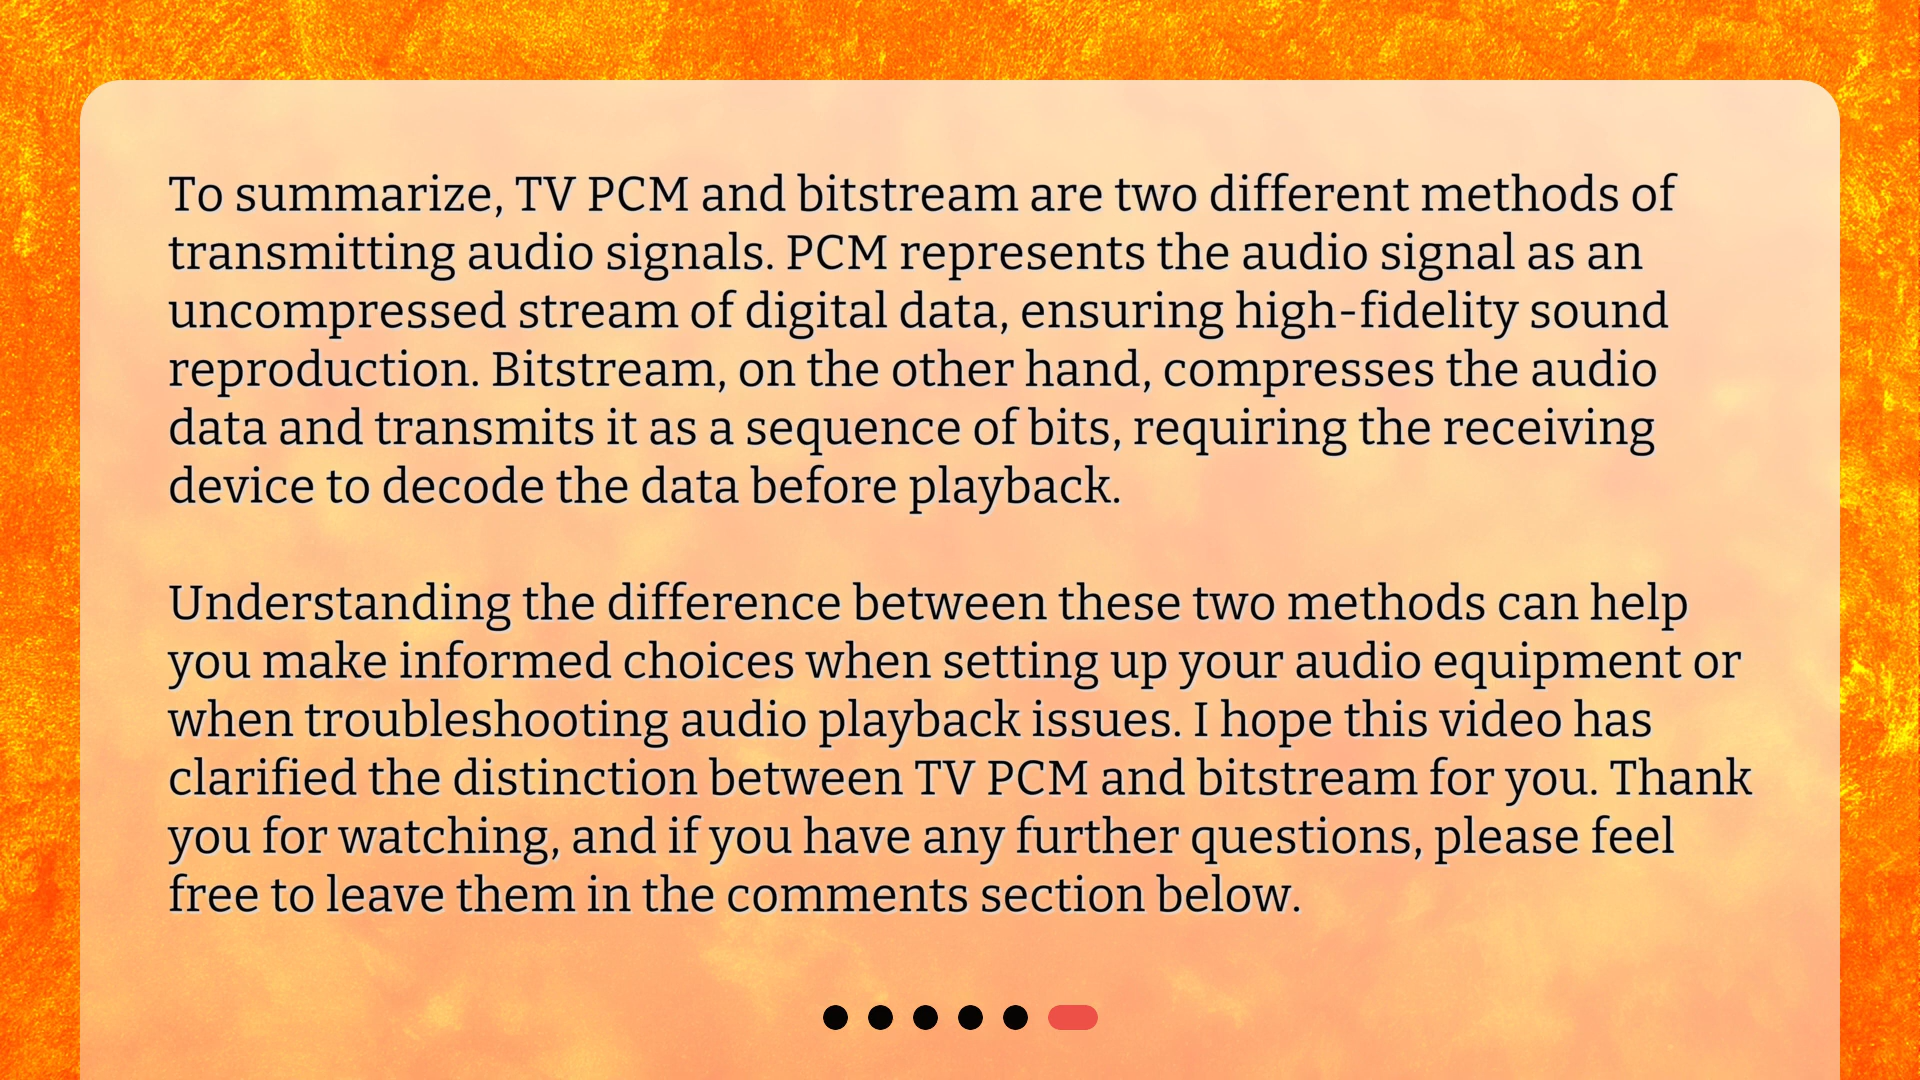 To summarize, TV PCM and bitstream are two different methods of
transmitting audio signals. PCM represents the audio signal as an
uncompressed stream of digital data, ensuring high-fidelity sound
reproduction. Bitstream, on the other hand, compresses the audio
data and transmits it as a sequence of bits, requiring the receiving
device to decode the data before playback.
Understanding the difference between these two methods can help
you make informed choices when setting up your audio equipment or
when troubleshooting audio playback issues. I hope this video has
clarified the distinction between TV PCM and bitstream for you. Thank
you for watching, and if you have any further questions, please feel
free to leave them in the comments section below.